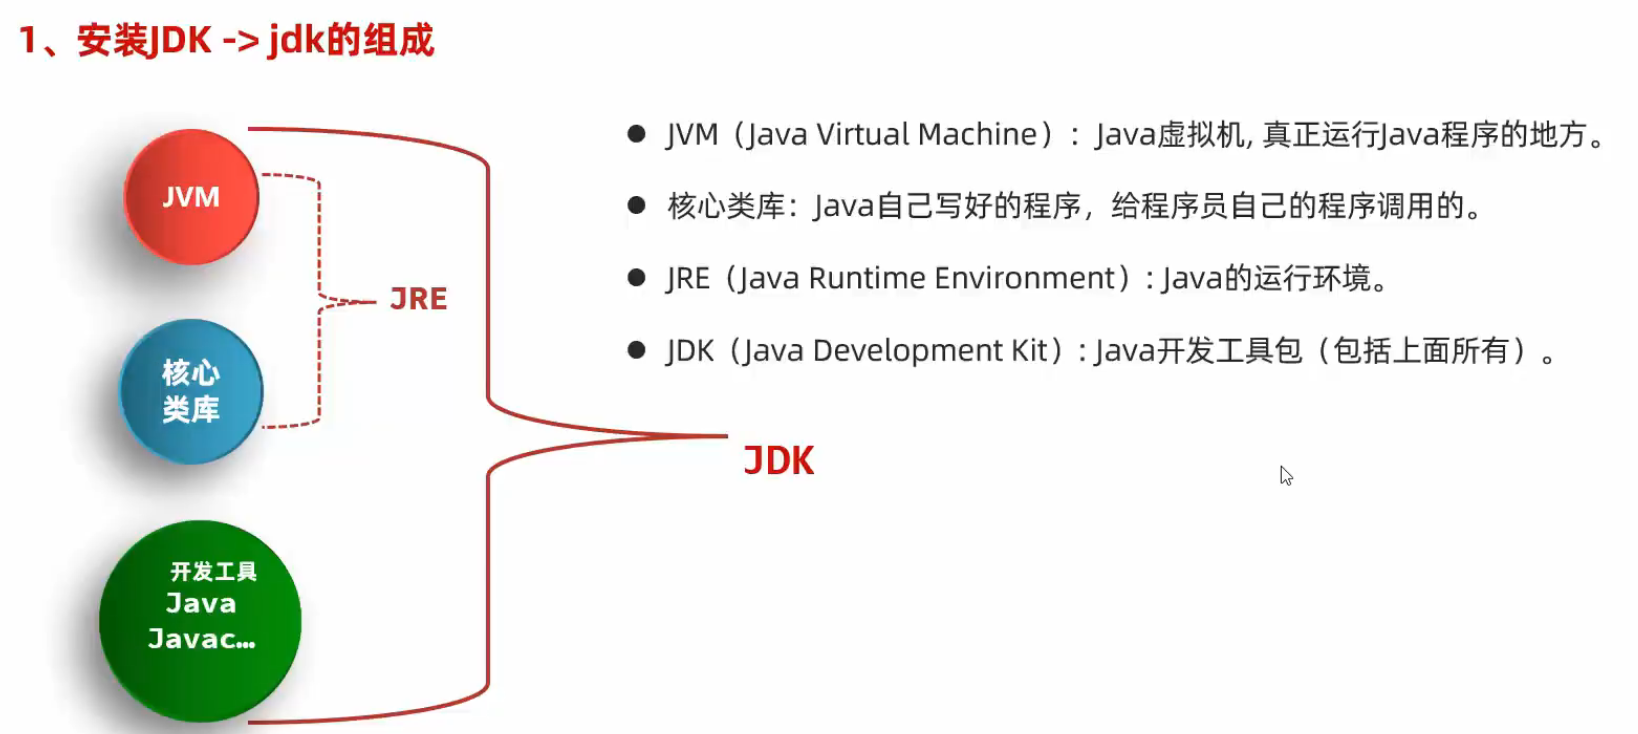 1、安装JDK -> jdk的组成
JVM
核心
类库
开发工具
Java
Javac...
JRE
JDK
● JVM（Java Virtual Machine）：Java虚拟机, 真正运行Java程序的地方。
● 核心类库：Java自己写好的程序，给程序员自己的程序调用的。
● JRE（Java Runtime Environment）: Java的运行环境。
● JDK（Java Development Kit）: Java开发工具包（包括上面所有）。